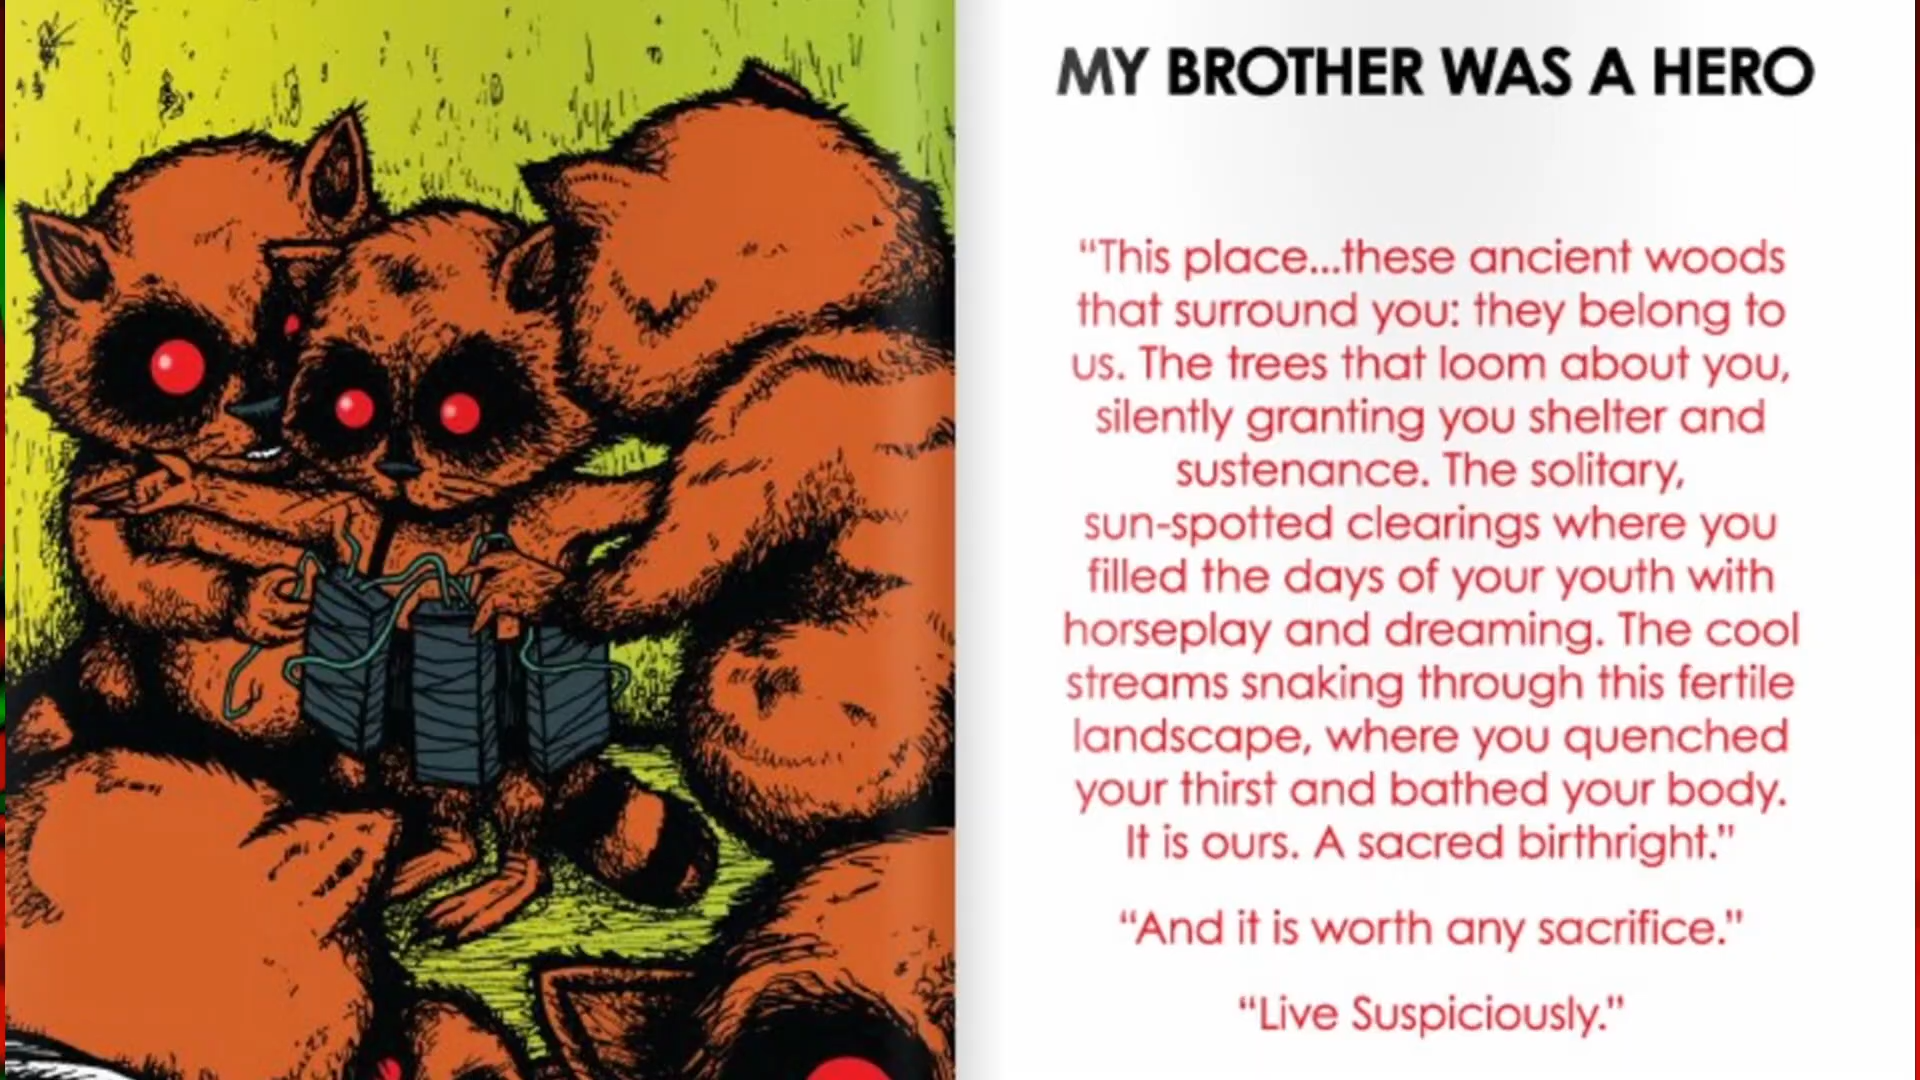 MY BROTHER WAS A HERO
“This place...these ancient woods
that surround you: they belong to
us. The trees that loom about you,
silently granting you shelter and
sustenance. The solitary,
sun-spotted clearings where you
filled the days of your youth with
horseplay and dreaming. The cool
streams snaking through this fertile
landscape, where you quenched
your thirst and bathed your body.
It is ours. A sacred birthright.”
“And it is worth any sacrifice.”
“Live Suspiciously.”